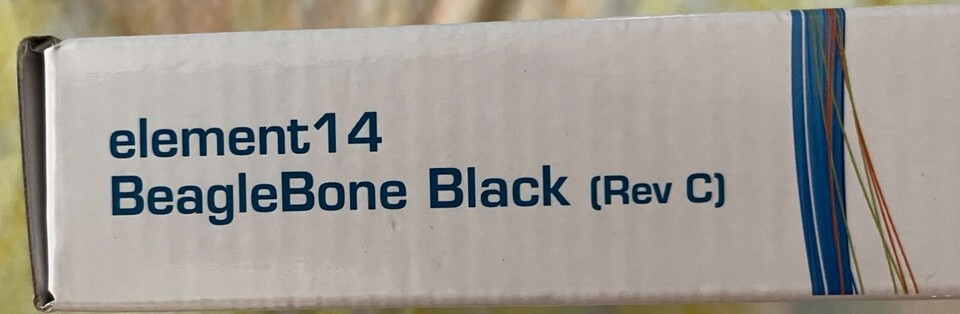 element14
BeagleBone Black (Rev C)